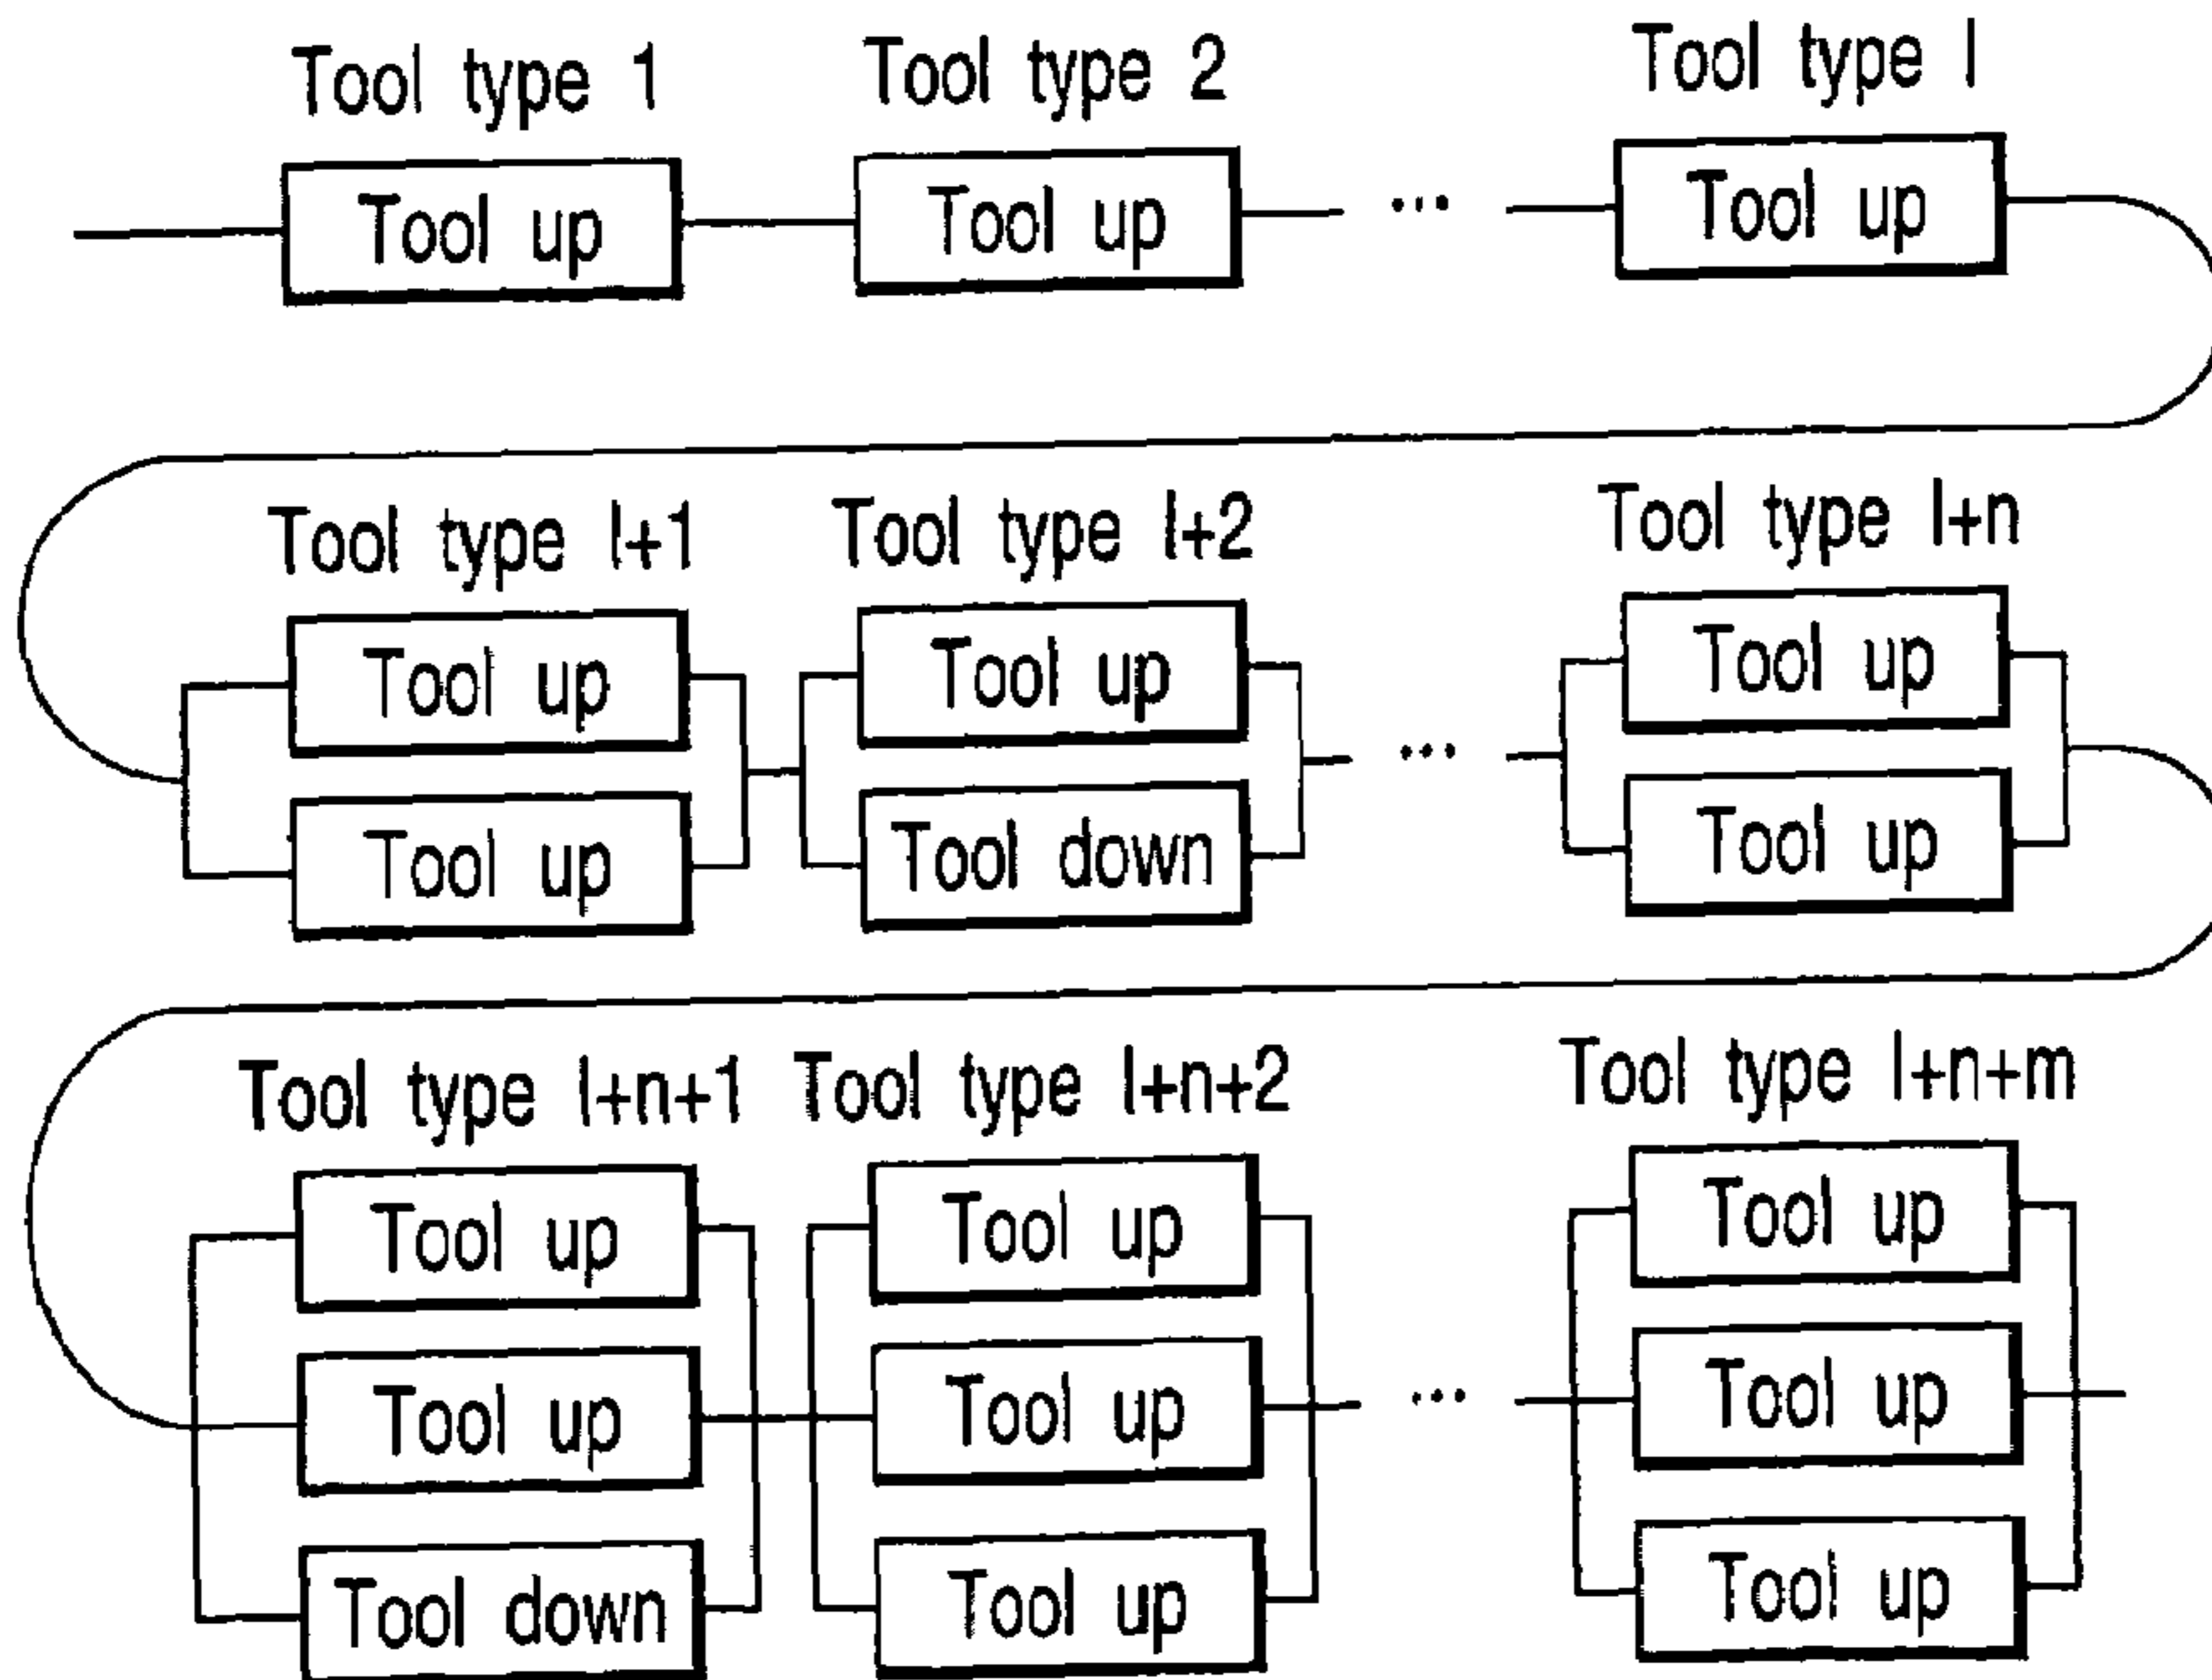 Tool type 1 Tool type 2 Tool type l
Tool up Tool up ... Tool up
Tool type l+1 Tool type l+2 Tool type l+n
Tool up Tool up ... Tool up
Tool up Tool down Tool up
Tool type l+n+1 Tool type l+n+2 Tool type l+n+m
Tool up Tool up Tool up
Tool up Tool up ... Tool up
Tool down Tool up Tool up